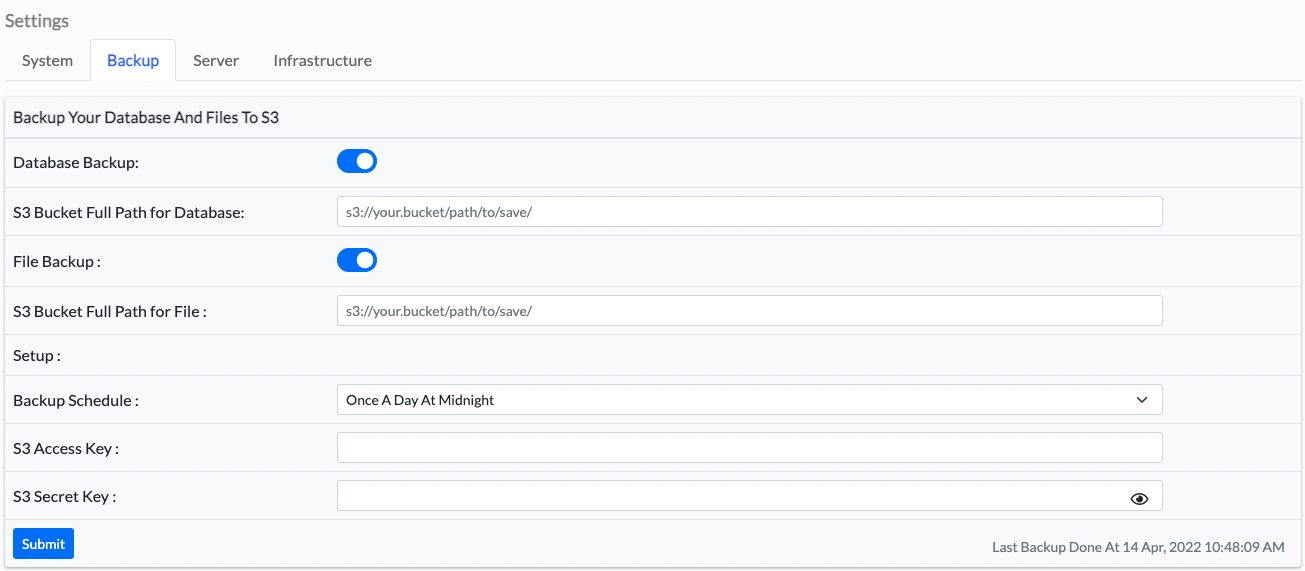 Settings
System Backup Server Infrastructure
Backup Your Database And Files To S3
Database Backup:
S3 Bucket Full Path for Database: s3://your.bucket/path/to/save/
File Backup :
S3 Bucket Full Path for File : s3://your.bucket/path/to/save/
Setup :
Backup Schedule : Once A Day At Midnight
S3 Access Key :
S3 Secret Key :
Submit Last Backup Done At 14 Apr, 2022 10:48:09 AM